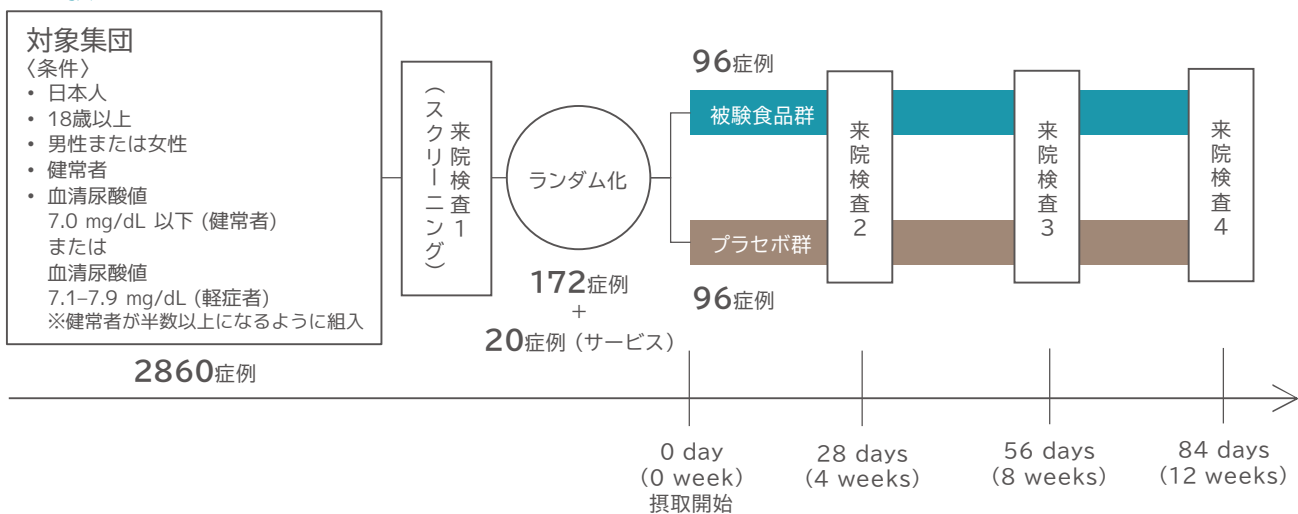 対象集団
〈条件〉
• 日本人
• 18歳以上
• 男性または女性
• 健常者
• 血清尿酸値
7.0 mg/dL 以下 (健常者)
または
血清尿酸値
7.1–7.9 mg/dL (軽症者)
※健常者が半数以上になるように組入
2860症例
来院検査1
(スクリーニング)
ランダム化
172症例
+
20症例 (サービス)
96症例
被験食品群
プラセボ群
96症例
来院検査2
来院検査3
来院検査4
0 day
(0 week)
摂取開始
28 days
(4 weeks)
56 days
(8 weeks)
84 days
(12 weeks)